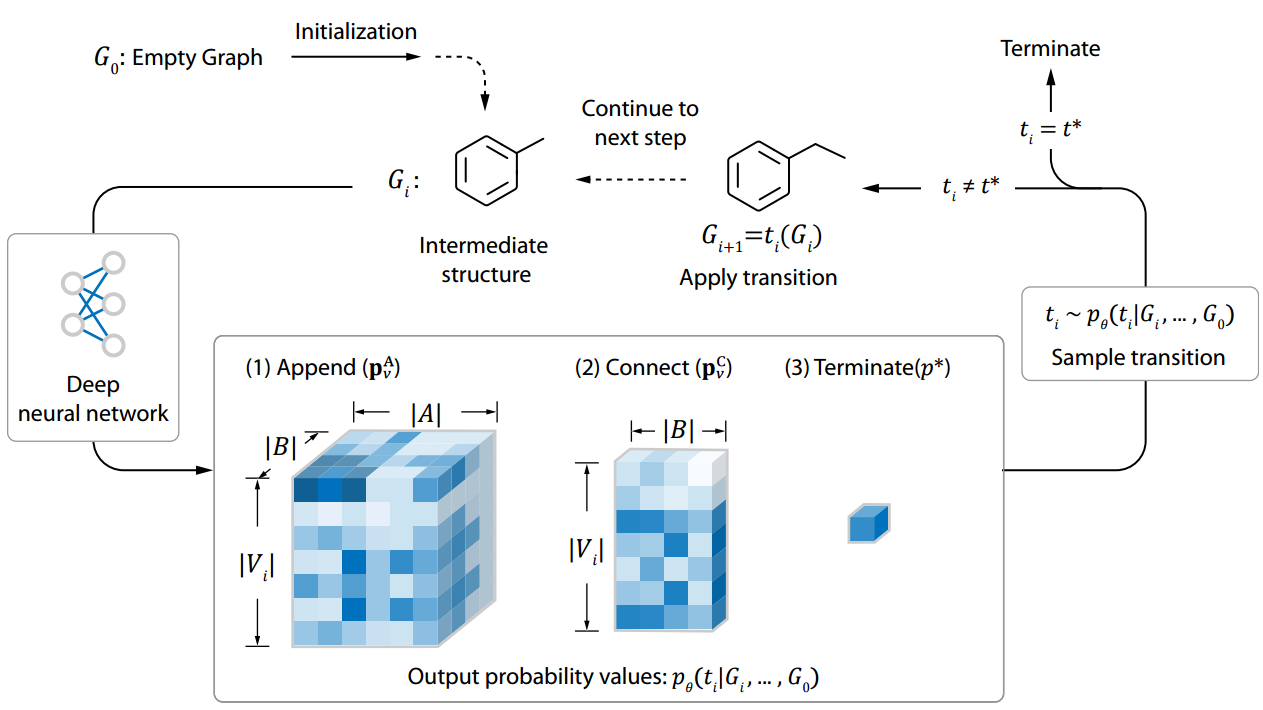 G₀: Empty Graph
Initialization
Continue to
next step
Terminate
tᵢ = t*
tᵢ ≠ t*
Gᵢ:
Intermediate
structure
Gᵢ₊₁=tᵢ(Gᵢ)
Apply transition
tᵢ ~ p_θ(tᵢ|Gᵢ, ... , G₀)
Sample transition
Deep
neural network
(1) Append (𝐩ᵥᴬ)
(2) Connect (𝐩ᵥᶜ)
(3) Terminate(p*)
|A|
|B|
|Vᵢ|
|B|
|Vᵢ|
Output probability values: p_θ(tᵢ|Gᵢ, ... , G₀)